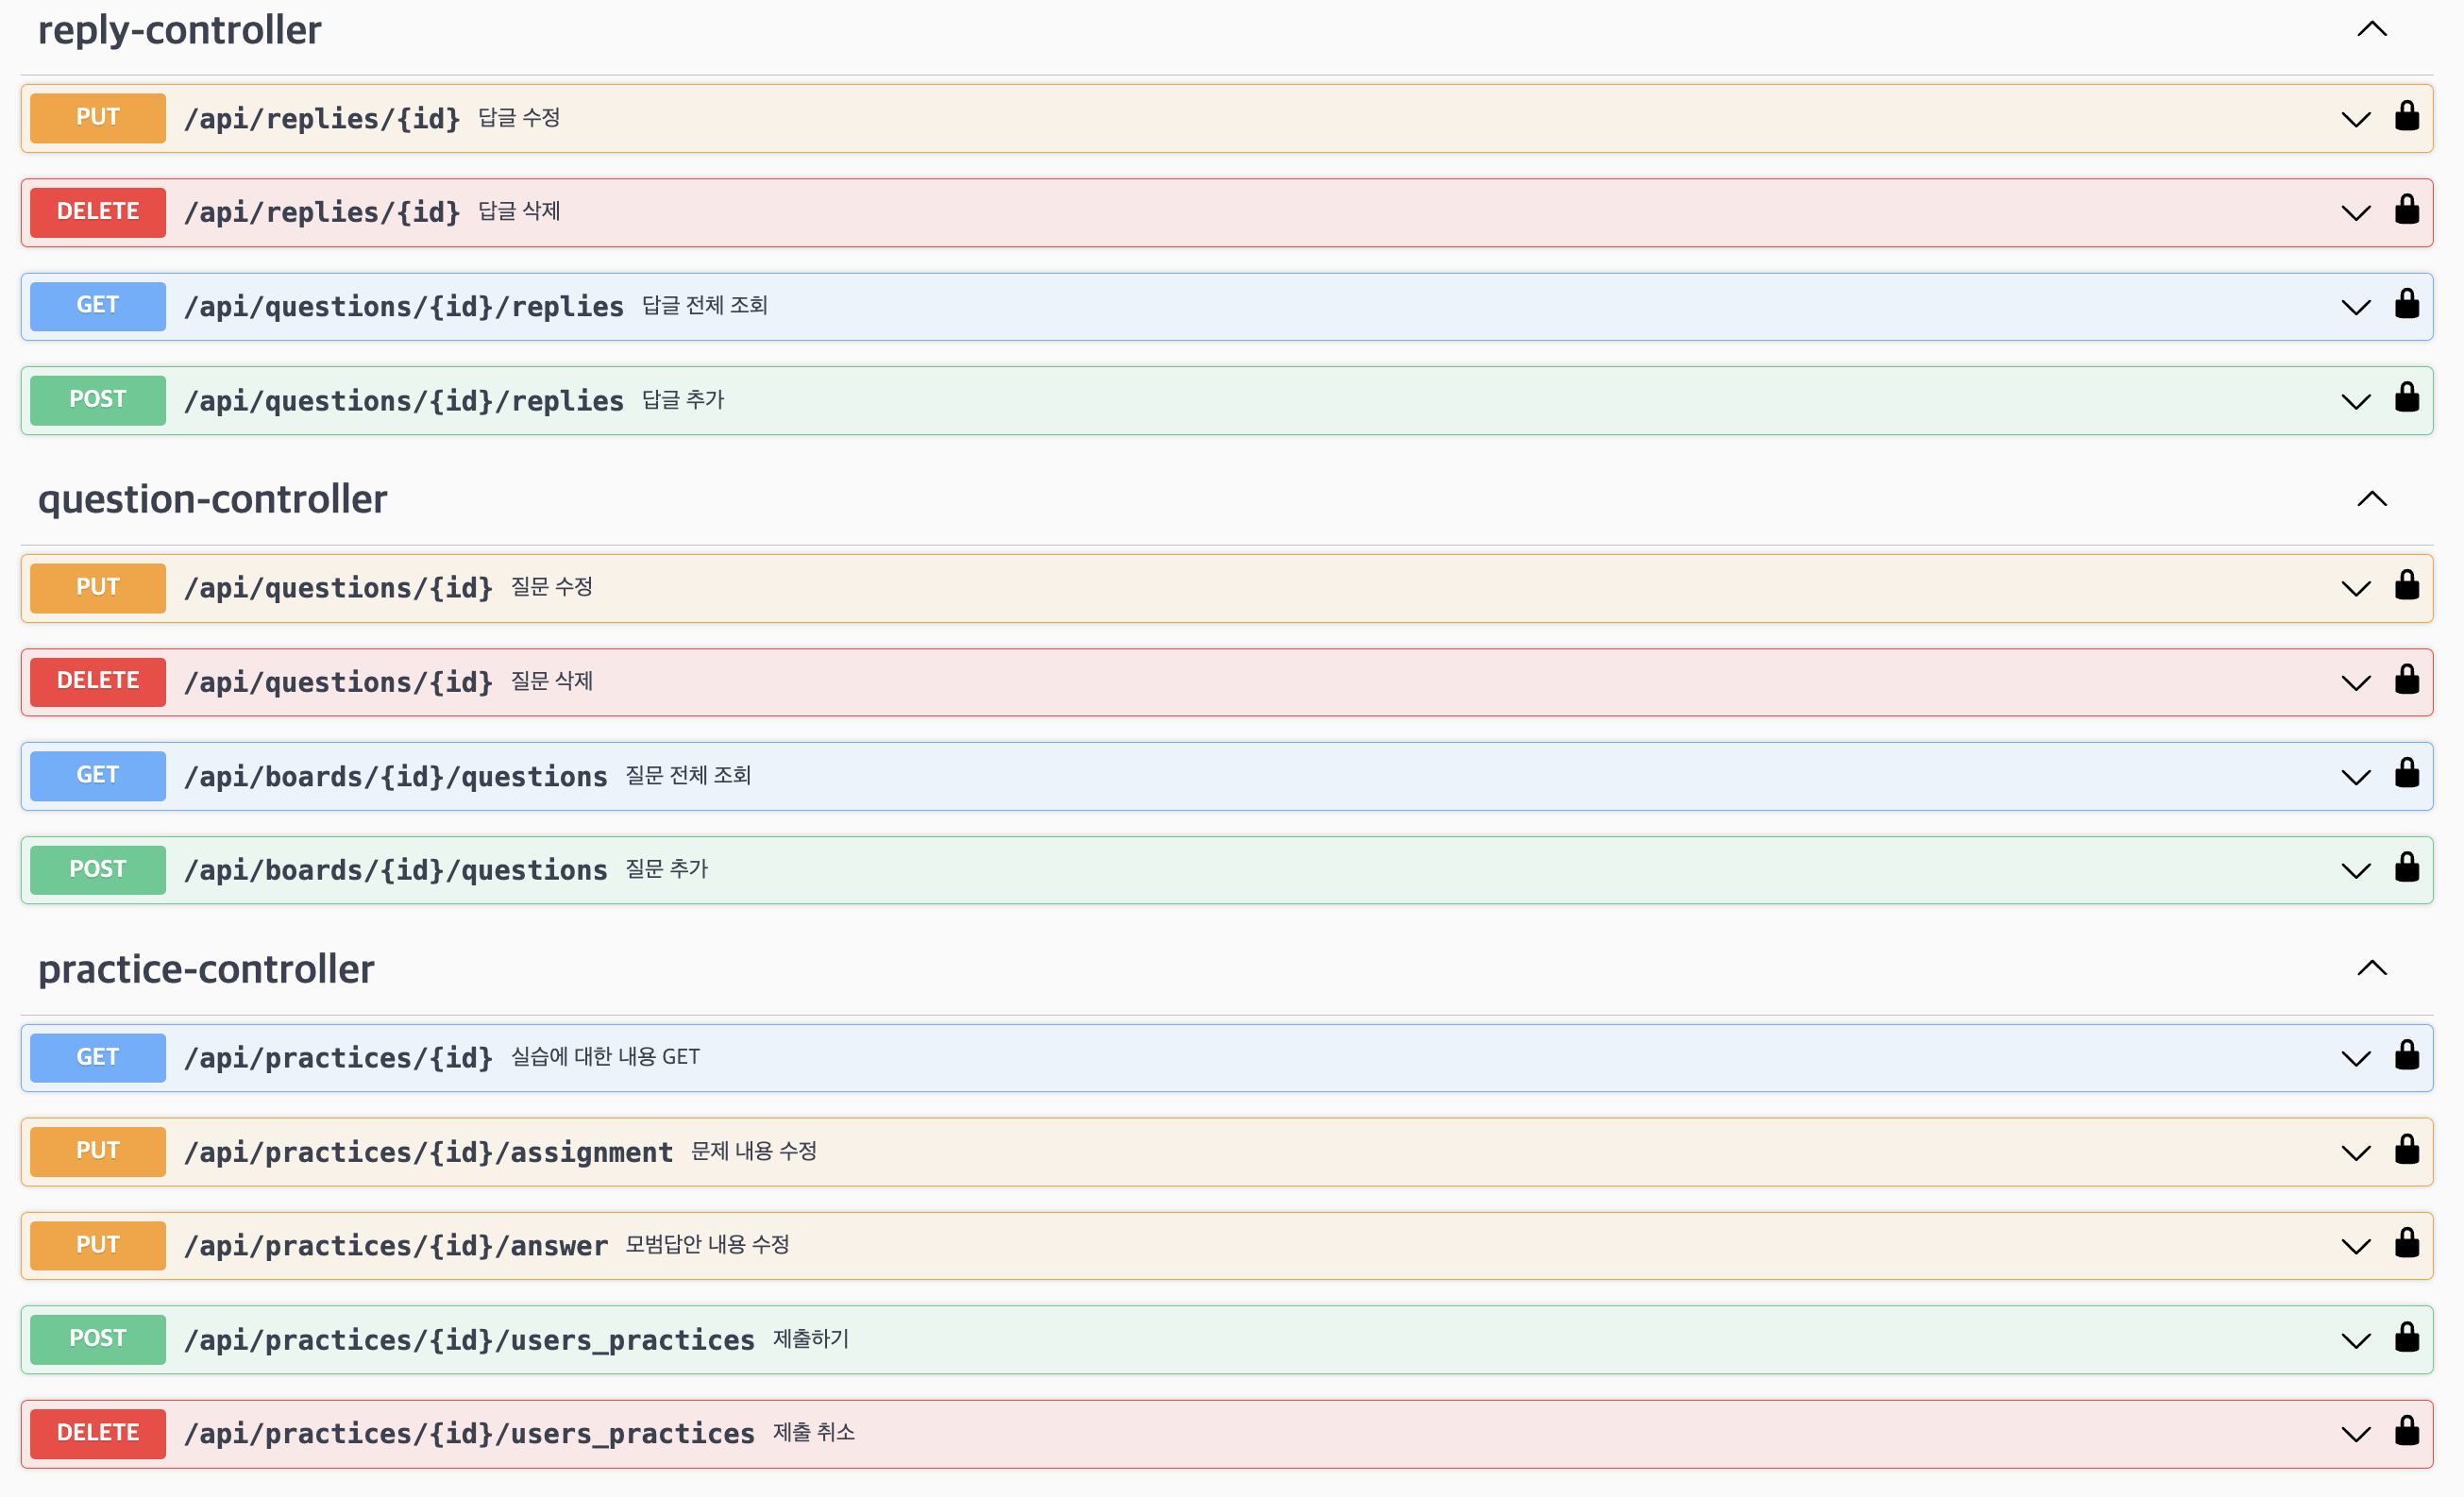 reply-controller
PUT /api/replies/{id} 답글 수정
DELETE /api/replies/{id} 답글 삭제
GET /api/questions/{id}/replies 답글 전체 조회
POST /api/questions/{id}/replies 답글 추가
question-controller
PUT /api/questions/{id} 질문 수정
DELETE /api/questions/{id} 질문 삭제
GET /api/boards/{id}/questions 질문 전체 조회
POST /api/boards/{id}/questions 질문 추가
practice-controller
GET /api/practices/{id} 실습에 대한 내용 GET
PUT /api/practices/{id}/assignment 문제 내용 수정
PUT /api/practices/{id}/answer 모범답안 내용 수정
POST /api/practices/{id}/users_practices 제출하기
DELETE /api/practices/{id}/users_practices 제출 취소